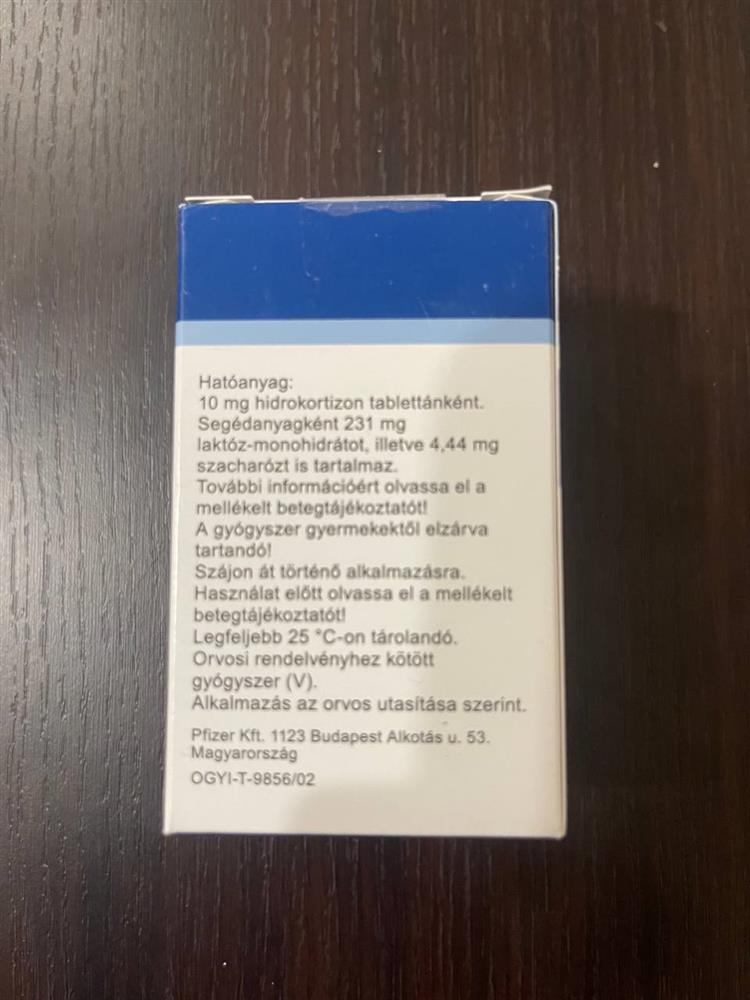 Hatóanyag:
10 mg hidrokortizon tablettánként.
Segédanyagként 231 mg
laktóz-monohidrátot, illetve 4,44 mg
szacharózt is tartalmaz.
További információért olvassa el a
mellékelt betegtájékoztatót!
A gyógyszer gyermekektől elzárva
tartandó!
Szájon át történő alkalmazásra.
Használat előtt olvassa el a mellékelt
betegtájékoztatót!
Legfeljebb 25 °C-on tárolandó.
Orvosi rendelvényhez kötött
gyógyszer (V).
Alkalmazás az orvos utasítása szerint.
Pfizer Kft. 1123 Budapest Alkotás u. 53.
Magyarország
OGYI-T-9856/02